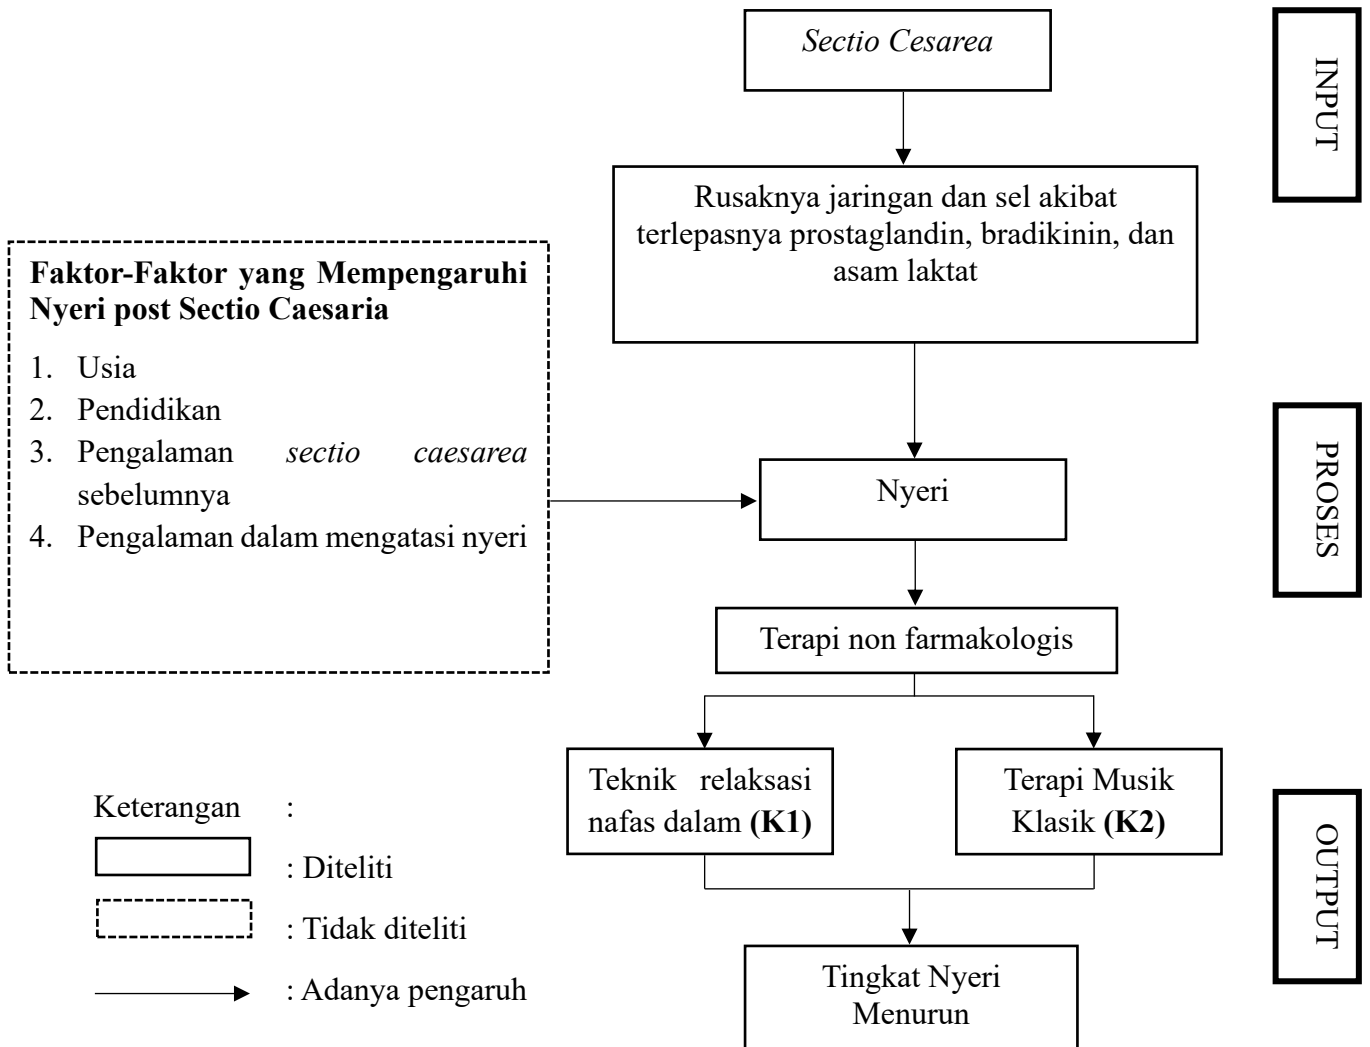 Sectio Cesarea
INPUT
Rusaknya jaringan dan sel akibat
terlepasnya prostaglandin, bradikinin, dan
asam laktat
Faktor-Faktor yang Mempengaruhi
Nyeri post Sectio Caesaria
1. Usia
2. Pendidikan
3. Pengalaman sectio caesarea
sebelumnya
4. Pengalaman dalam mengatasi nyeri
Nyeri
PROSES
Terapi non farmakologis
Teknik relaksasi
nafas dalam (K1)
Terapi Musik
Klasik (K2)
OUTPUT
Tingkat Nyeri
Menurun
Keterangan :
: Diteliti
: Tidak diteliti
: Adanya pengaruh